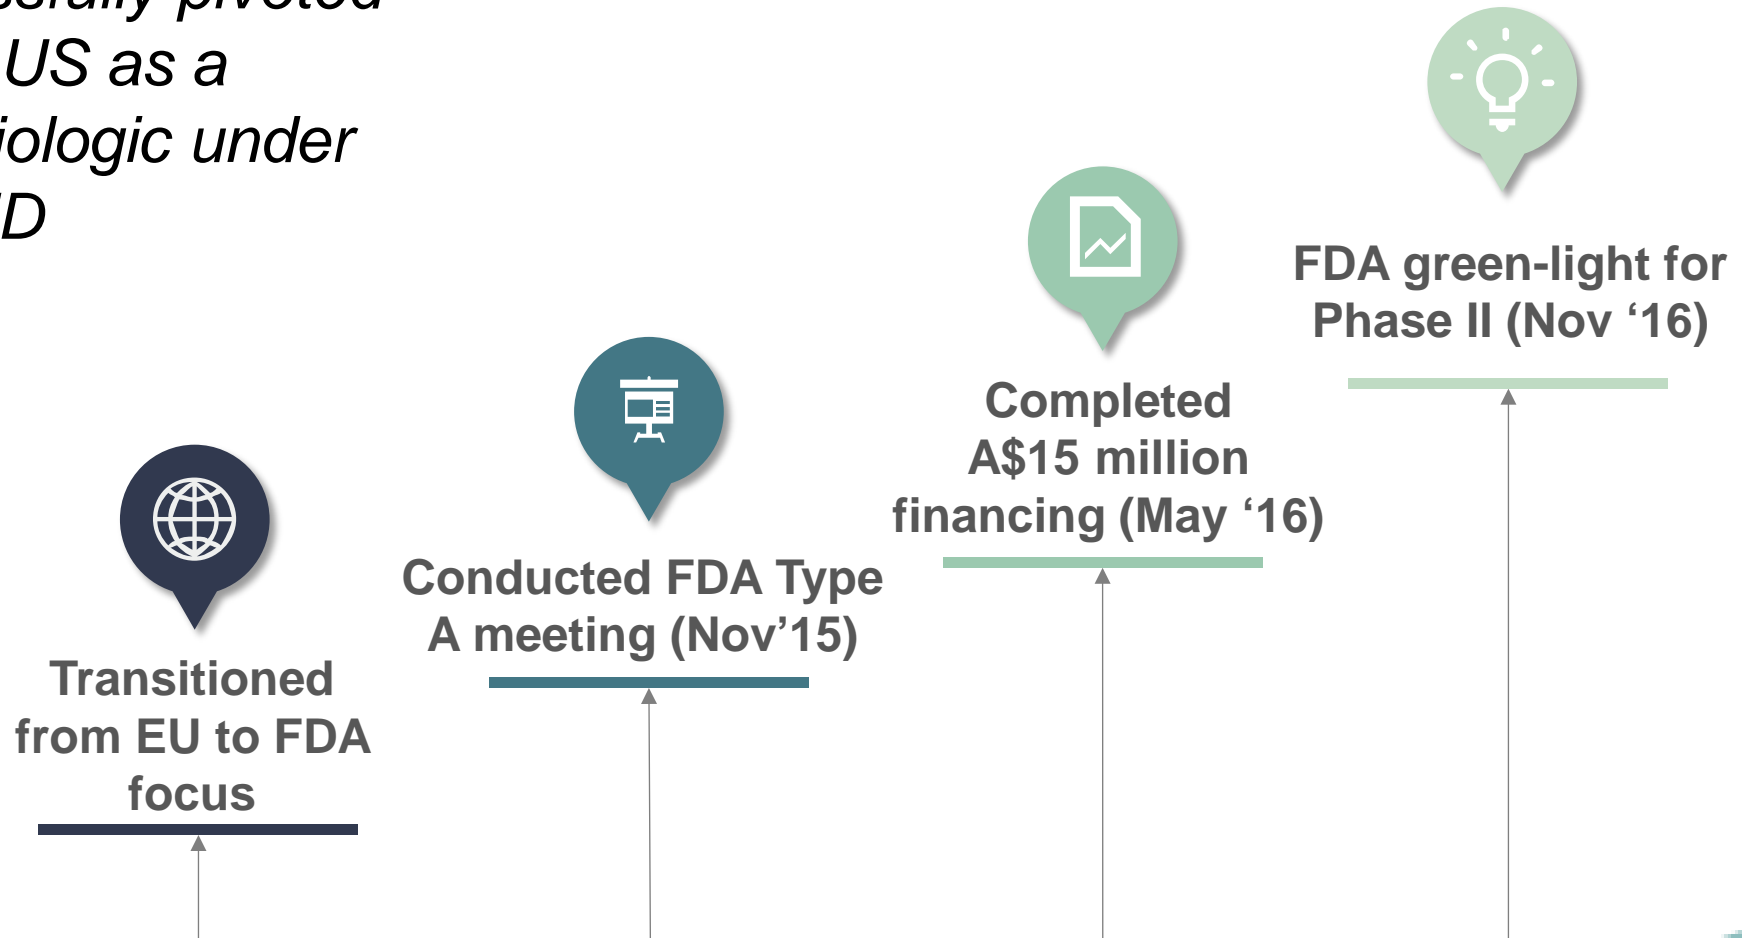 pivoted
US as a
under
Transitioned
from EU to FDA
focus
Conducted FDA Type
A meeting (Nov’15)
Completed
A$15 million
financing (May ‘16)
FDA green-light for
Phase II (Nov ‘16)